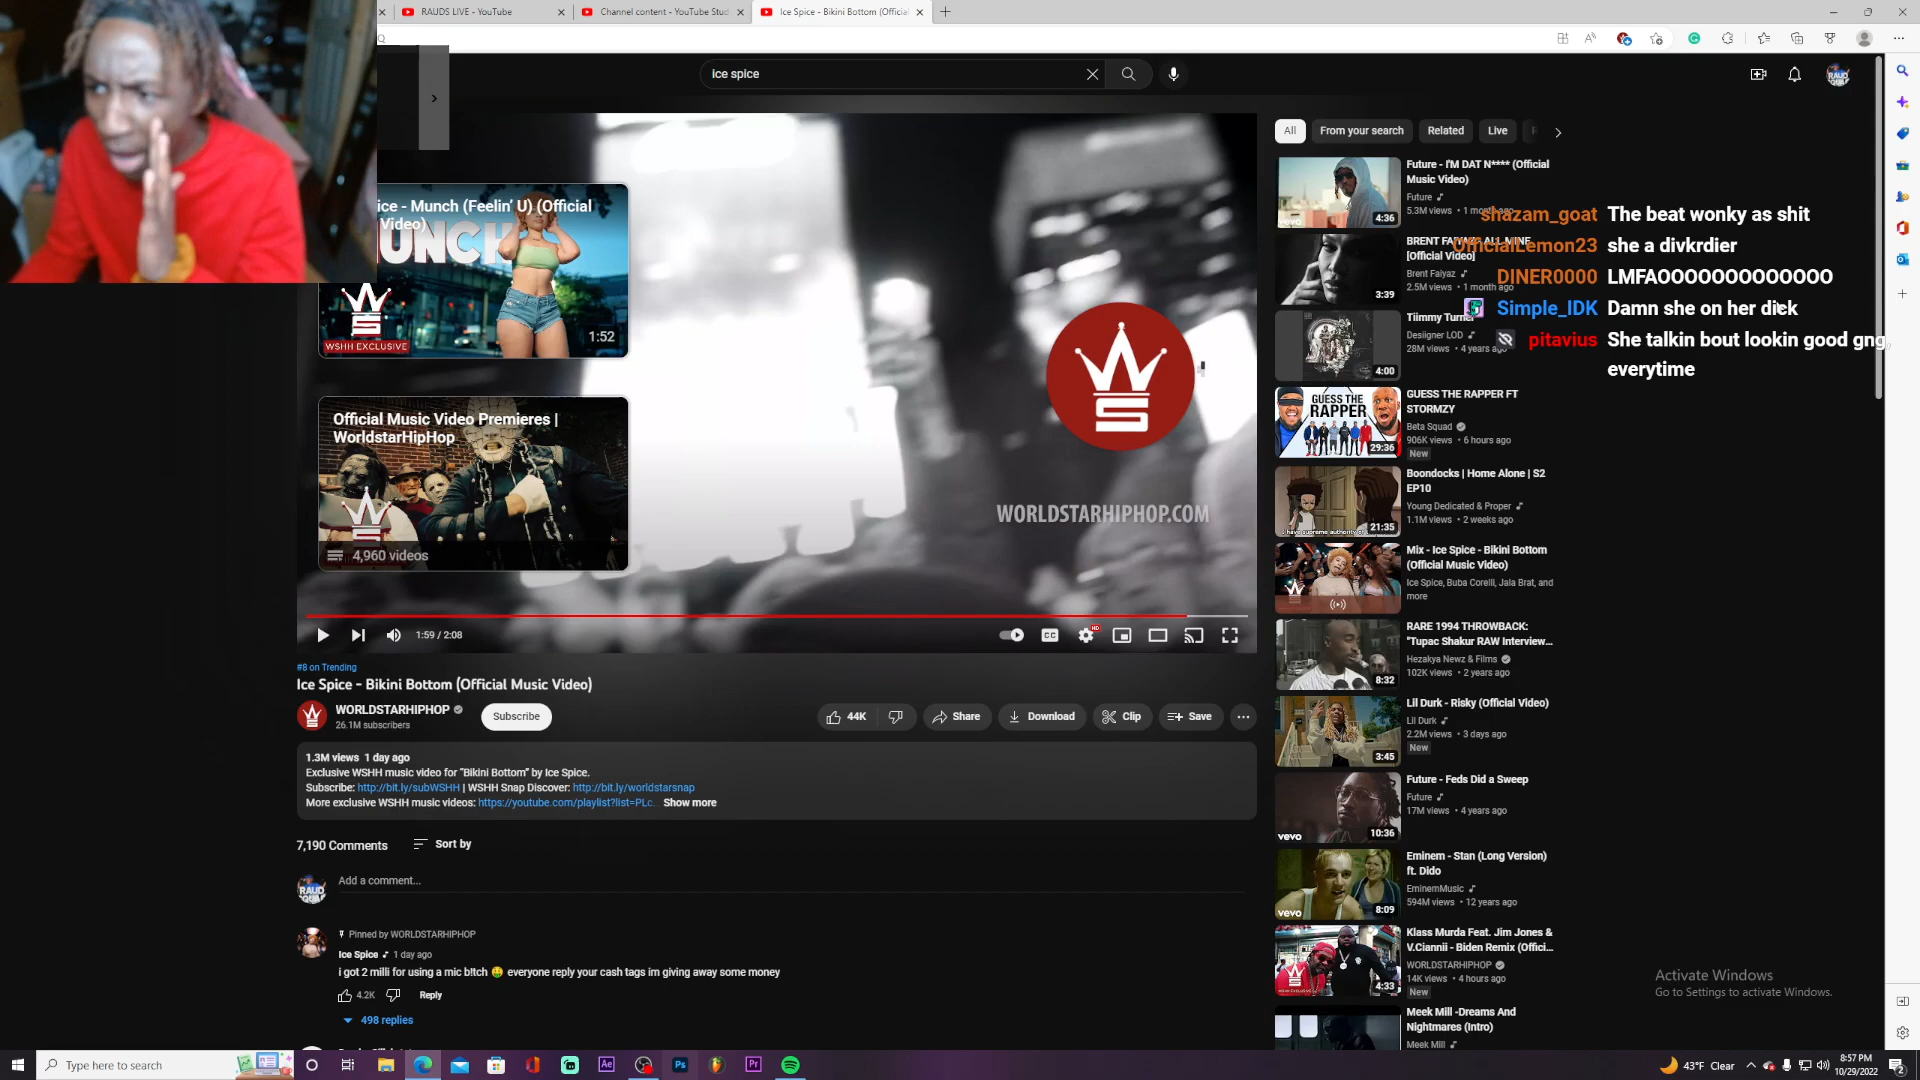 RAUDS LIVE - YouTube
Channel content - YouTube Stud
Ice Spice - Bikini Bottom (Official
ice spice
ice - Munch (Feelin' U) (Official
Video)
UNCH
WSHH EXCLUSIVE
1:52
Official Music Video Premieres |
WorldstarHipHop
4,960 videos
WORLDSTARHIPHOP.COM
1:59 / 2:08
CC
HD
#8 on Trending
Ice Spice - Bikini Bottom (Official Music Video)
WORLDSTARHIPHOP
26.1M subscribers
Subscribe
44K
Share
Download
Clip
Save
1.3M views 1 day ago
Exclusive WSHH music video for "Bikini Bottom" by Ice Spice.
Subscribe: http://bit.ly/subWSHH | WSHH Snap Discover: http://bit.ly/worldstarsnap
More exclusive WSHH music videos: https://youtube.com/playlist?list=PLc... Show more
7,190 Comments
Sort by
RAUD
SQUAD
Add a comment...
Pinned by WORLDSTARHIPHOP
Ice Spice 1 day ago
i got 2 milli for using a mic b!tch 🤑 everyone reply your cash tags im giving away some money
4.2K
Reply
498 replies
All
From your search
Related
Live
Future - I'M DAT N**** (Official
Music Video)
Future
5.3M views • 1 month ago
vevo
4:36
BRENT FAIYAZ - ALL MINE
[Official Video]
Brent Faiyaz
2.5M views • 1 month ago
3:39
Tiimmy Turner
Desiigner LOD
28M views • 4 years ago
4:00
GUESS THE RAPPER
GUESS THE RAPPER FT
STORMZY
Beta Squad
906K views • 6 hours ago
New
29:36
Boondocks | Home Alone | S2
EP10
Young Dedicated & Proper
1.1M views • 2 weeks ago
21:35
Mix - Ice Spice - Bikini Bottom
(Official Music Video)
Ice Spice, Buba Corelli, Jala Brat, and
more
RARE 1994 THROWBACK:
"Tupac Shakur RAW Interview...
Hezakya Newz & Films
102K views • 2 years ago
8:32
Lil Durk - Risky (Official Video)
Lil Durk
2.2M views • 3 days ago
New
3:45
Future - Feds Did a Sweep
Future
17M views • 4 years ago
vevo
10:36
Eminem - Stan (Long Version)
ft. Dido
EminemMusic
594M views • 12 years ago
vevo
8:09
Klass Murda Feat. Jim Jones &
V.Ciannii - Biden Remix (Offici...
WORLDSTARHIPHOP
14K views • 4 hours ago
New
4:33
Meek Mill -Dreams And
Nightmares (Intro)
Meek Mill
shazam_goat The beat wonky as shit
OfficialLemon23 she a divkrdier
DINER0000 LMFAOOOOOOOOOOOOO
Simple_IDK Damn she on her dick
pitavius She talkin bout lookin good gng,
everytime
Activate Windows
Go to Settings to activate Windows.
Type here to search
Ae
Ps
Pr
43°F Clear
8:57 PM
10/29/2022
2